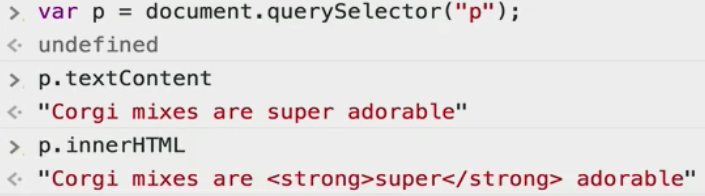 > var p = document.querySelector("p");
<· undefined
> p.textContent
<· "Corgi mixes are super adorable"
> p.innerHTML
<· "Corgi mixes are <strong>super</strong> adorable"